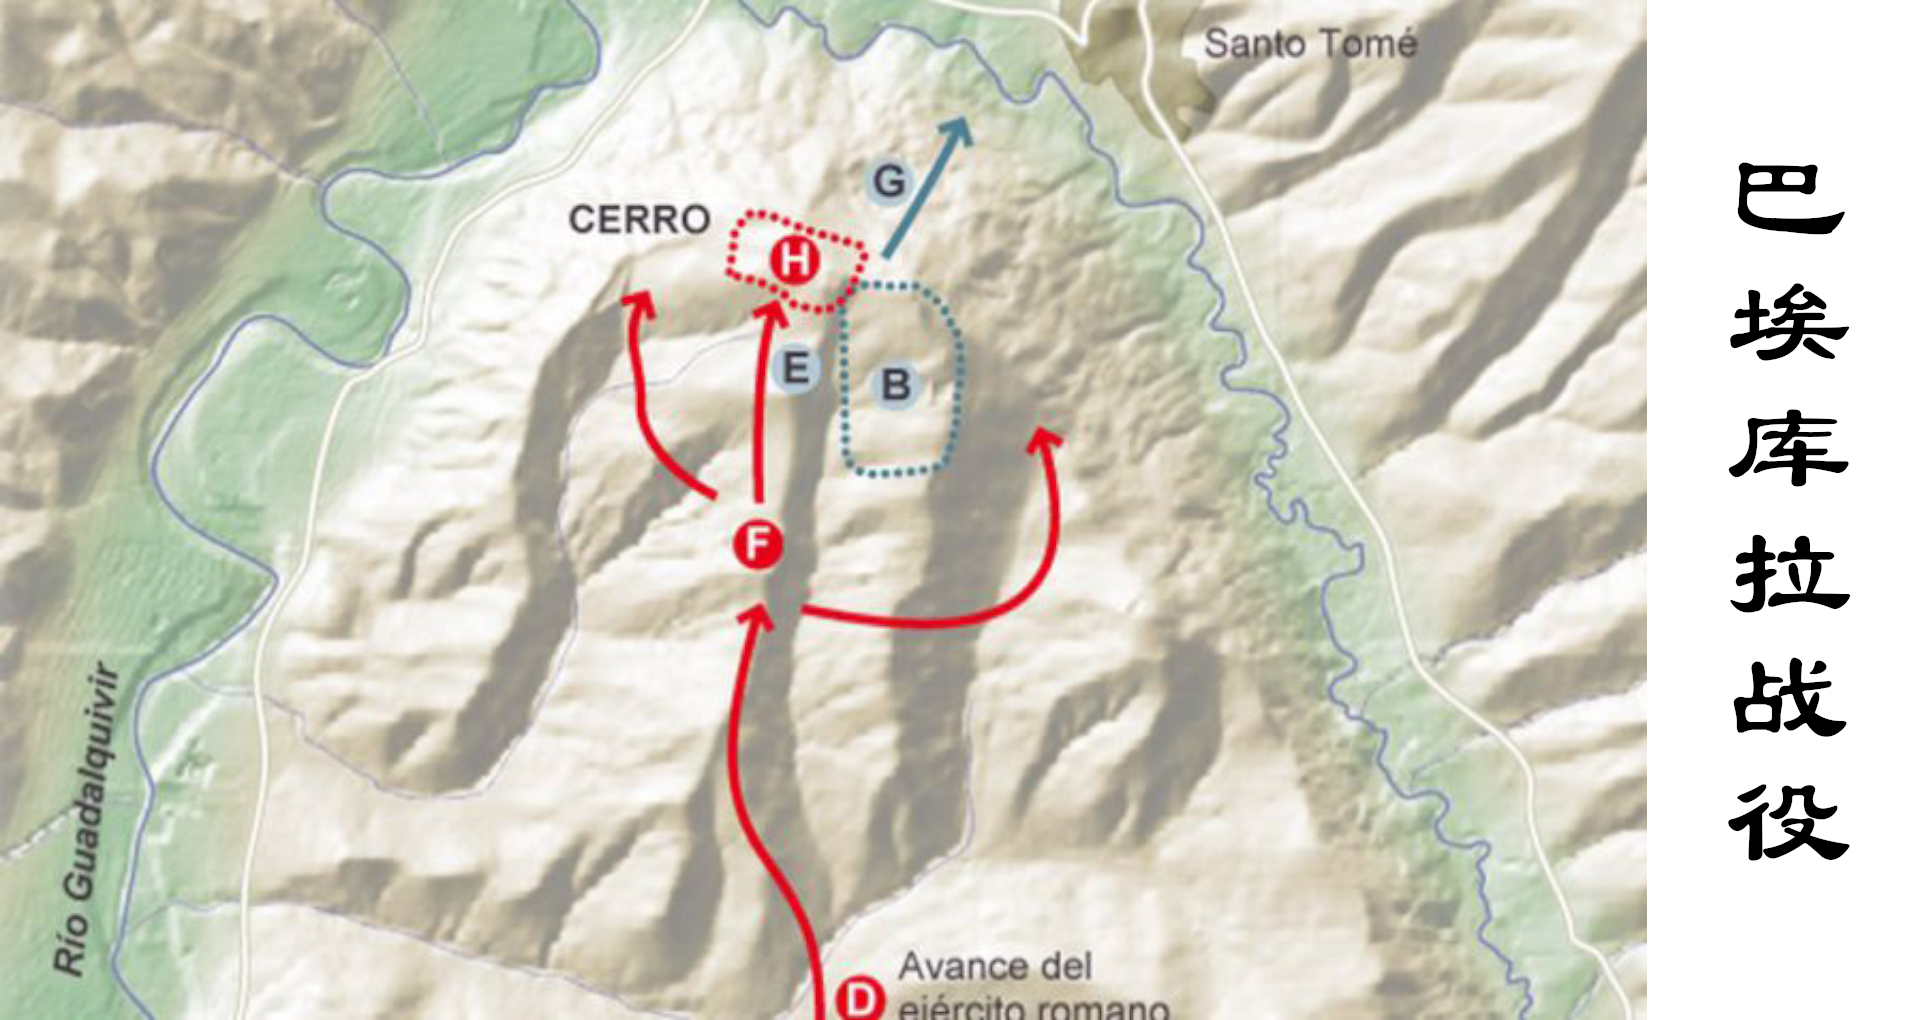 Santo Tomé
G
CERRO
H
E
B
F
Río Guadalquivir
Avance del
D ejército romano
巴埃库拉战役